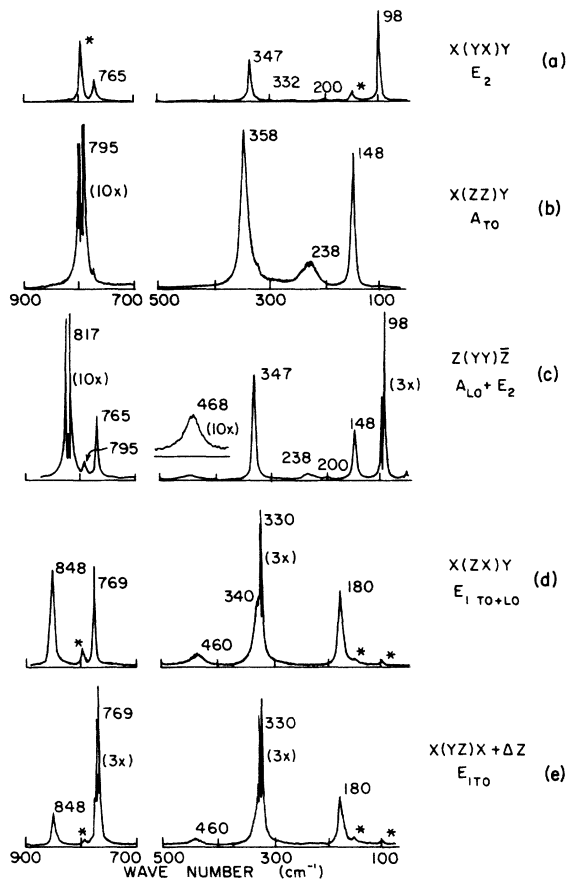 * 765 347 332 200 * 98 X(YX)Y E2 (a)
795 (10x) 358 238 148 X(ZZ)Y ATO (b)
900 700 500 300 100
817 (10x) 795 765 468 (10x) 347 238 200 148 98 (3x) Z(YY)Z̅ ALO + E2 (c)
848 * 769 460 340 330 (3x) 180 * * X(ZX)Y E1 TO+LO (d)
848 * 769 (3x) 460 330 (3x) 180 * * X(YZ)X + ΔZ E1TO (e)
900 700 500 300 100
WAVE NUMBER (cm⁻¹)